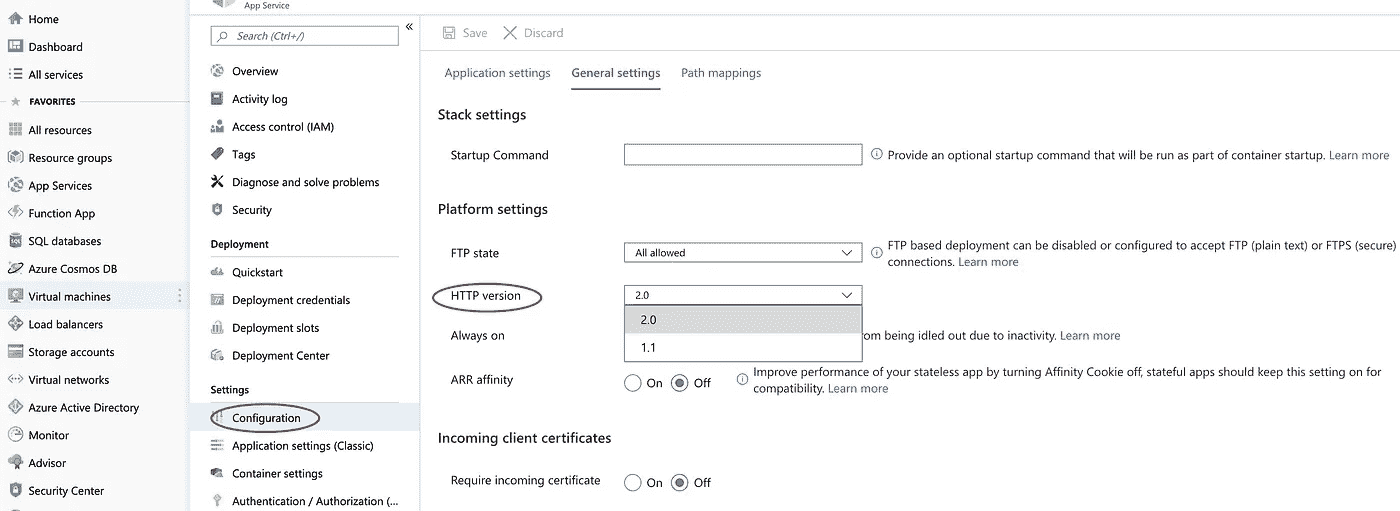 App Service
Home
Dashboard
All services
FAVORITES
All resources
Resource groups
App Services
Function App
SQL databases
Azure Cosmos DB
Virtual machines
Load balancers
Storage accounts
Virtual networks
Azure Active Directory
Monitor
Advisor
Security Center
Search (Ctrl+/)
«
Overview
Activity log
Access control (IAM)
Tags
Diagnose and solve problems
Security
Deployment
Quickstart
Deployment credentials
Deployment slots
Deployment Center
Settings
Configuration
Application settings (Classic)
Container settings
Authentication / Authorization (...
Save Discard
Application settings General settings Path mappings
Stack settings
Startup Command Provide an optional startup command that will be run as part of container startup. Learn more
Platform settings
FTP state All allowed FTP based deployment can be disabled or configured to accept FTP (plain text) or FTPS (secure)
connections. Learn more
HTTP version 2.0
2.0
1.1
Always on om being idled out due to inactivity. Learn more
ARR affinity On Off Improve performance of your stateless app by turning Affinity Cookie off, stateful apps should keep this setting on for
compatibility. Learn more
Incoming client certificates
Require incoming certificate On Off